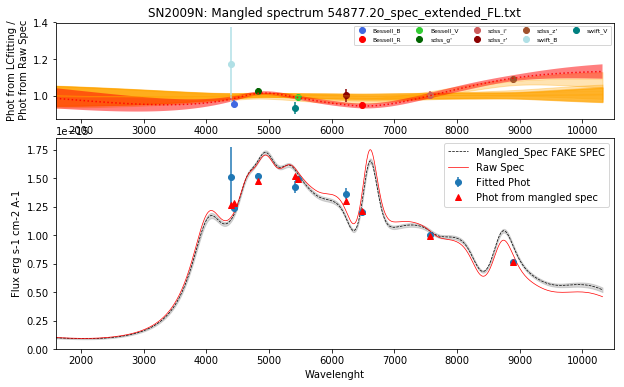 SN2009N: Mangled spectrum 54877.20_spec_extended_FL.txt
Phot from LCfitting /
Phot from Raw Spec
1.4
1.2
1.0
Bessell_B
Bessell_R
Bessell_V
sdss_g'
sdss_i'
sdss_r'
sdss_z'
swift_B
swift_V
2000 3000 4000 5000 6000 7000 8000 9000 10000
Flux erg s-1 cm-2 A-1
1.75
1.50
1.25
1.00
0.75
0.50
0.25
0.00
Mangled_Spec FAKE SPEC
Raw Spec
Fitted Phot
Phot from mangled spec
2000 3000 4000 5000 6000 7000 8000 9000 10000
Wavelenght